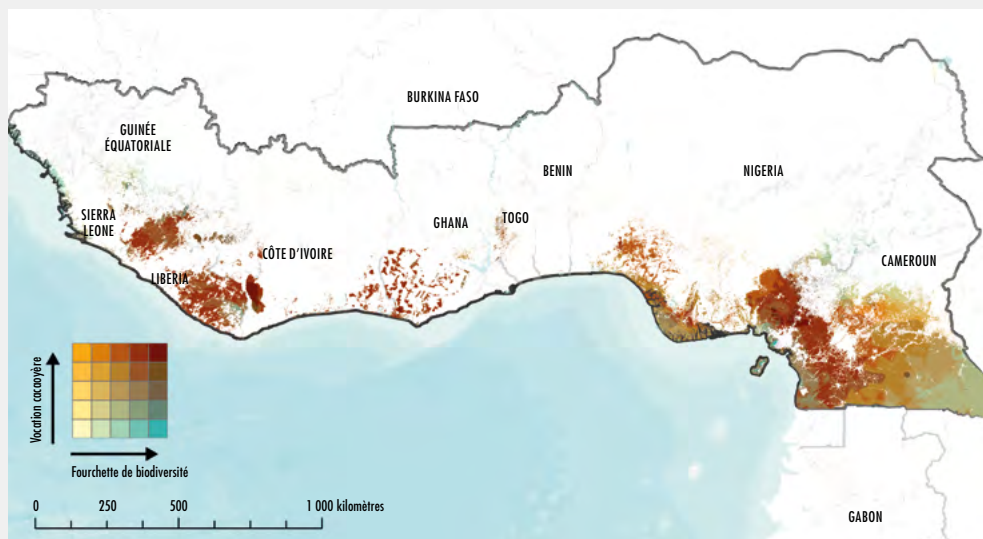 BURKINA FASO
GUINÉE
ÉQUATORIALE
BENIN
NIGERIA
SIERRA
LEONE
GHANA
TOGO
CÔTE D'IVOIRE
CAMEROUN
LIBERIA
Vocation cacaoyère
Fourchette de biodiversité
0 250 500 1 000 kilomètres
GABON